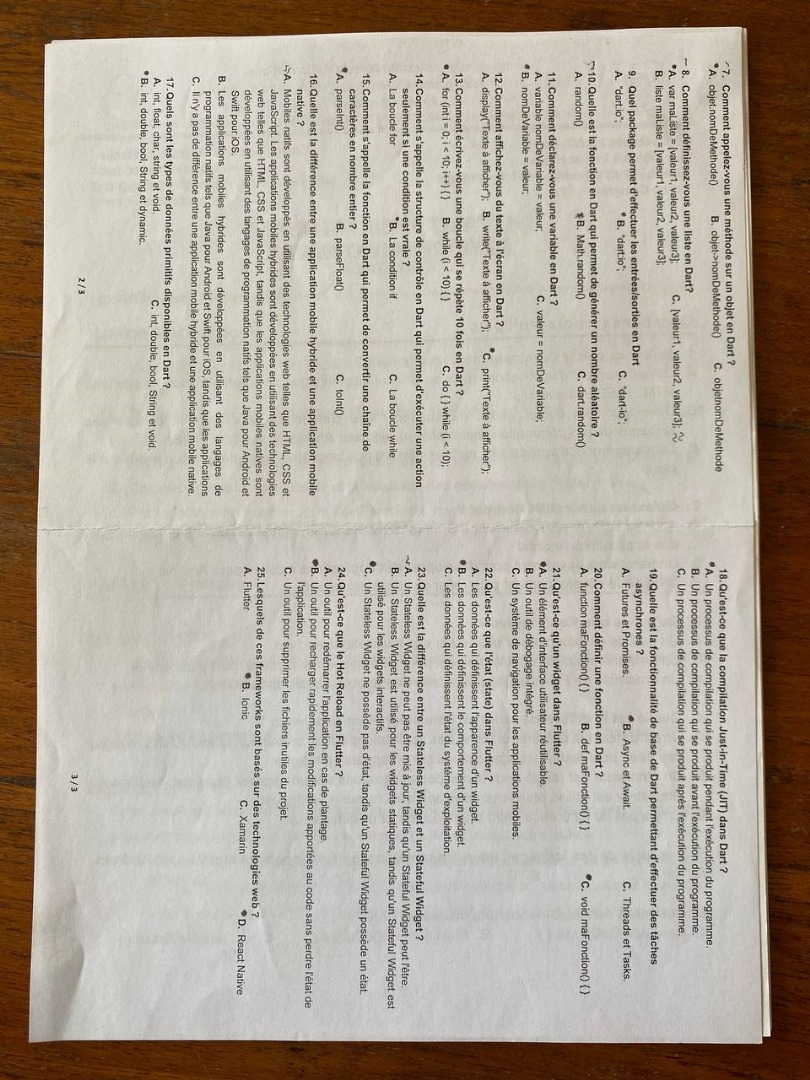 7. Comment appelez-vous une méthode sur un objet en Dart ?
A. objet.nomDeMethode() B. objet->nomDeMethode() C. objetnomDeMethode
8. Comment définissez-vous une liste en Dart?
A. var maListe = [valeur1, valeur2, valeur3]; C. [valeur1, valeur2, valeur3];
B. liste maListe = [valeur1, valeur2, valeur3];
9. Quel package permet d'effectuer les entrées/sorties en Dart
A. "dart.io"; B. "dart:io"; C. "dart-io";
10. Quelle est la fonction en Dart qui permet de générer un nombre aléatoire ?
A. random() B. Math.random() C. dart.random()
11. Comment déclarez-vous une variable en Dart ?
A. variable nomDeVariable = valeur; C. valeur = nomDeVariable;
B. nomDeVariable = valeur;
12. Comment affichez-vous du texte à l'écran en Dart ?
A. display("Texte à afficher"); B. write("Texte à afficher"); C. print("Texte à afficher");
13. Comment écrivez-vous une boucle qui se répète 10 fois en Dart ?
A. for (int i = 0; i < 10; i++) { } B. while (i < 10) { } C. do { } while (i < 10);
14. Comment s'appelle la structure de contrôle en Dart qui permet d'exécuter une action
seulement si une condition est vraie ?
A. La boucle for B. La condition if C. La boucle while
15. Comment s'appelle la fonction en Dart qui permet de convertir une chaîne de
caractères en nombre entier ?
A. parseInt() B. parseFloat() C. toInt()
16. Quelle est la différence entre une application mobile hybride et une application mobile
native ?
A. Mobiles natifs sont développés en utilisant des technologies web telles que HTML, CSS et
JavaScript. Les applications mobiles hybrides sont développées en utilisant des technologies
web telles que HTML, CSS et JavaScript, tandis que les applications mobiles natives sont
développées en utilisant des langages de programmation natifs tels que Java pour Android et
Swift pour iOS.
B. Les applications mobiles hybrides sont développées en utilisant des langages de
programmation natifs tels que Java pour Android et Swift pour iOS, tandis que les applications
C. Il n'y a pas de différence entre une application mobile hybride et une application mobile native.
17. Quels sont les types de données primitifs disponibles en Dart ?
A. int, float, char, string et void. C. int, double, bool, String et void.
B. int, double, bool, String et dynamic.
2 / 3
18. Qu'est-ce que la compilation Just-in-Time (JIT) dans Dart ?
A. Un processus de compilation qui se produit pendant l'exécution du programme.
B. Un processus de compilation qui se produit avant l'exécution du programme.
C. Un processus de compilation qui se produit après l'exécution du programme.
19. Quelle est la fonctionnalité de base de Dart permettant d'effectuer des tâches
asynchrones ?
A. Futures et Promises. B. Async et Await. C. Threads et Tasks.
20. Comment définir une fonction en Dart ?
A. function maFonction() { } B. def maFonction() { } C. void maFonction() { }
21. Qu'est-ce qu'un widget dans Flutter ?
A. Un élément d'interface utilisateur réutilisable.
B. Un outil de débogage intégré.
C. Un système de navigation pour les applications mobiles.
22. Qu'est-ce que l'état (state) dans Flutter ?
A. Les données qui définissent l'apparence d'un widget.
B. Les données qui définissent le comportement d'un widget.
C. Les données qui définissent l'état du système d'exploitation.
23. Quelle est la différence entre un Stateless Widget et un Stateful Widget ?
A. Un Stateless Widget ne peut pas être mis à jour, tandis qu'un Stateful Widget peut l'être.
B. Un Stateless Widget est utilisé pour les widgets statiques, tandis qu'un Stateful Widget est
utilisé pour les widgets interactifs.
C. Un Stateless Widget ne possède pas d'état, tandis qu'un Stateful Widget possède un état.
24. Qu'est-ce que le Hot Reload en Flutter ?
A. Un outil pour redémarrer l'application en cas de plantage.
B. Un outil pour recharger rapidement les modifications apportées au code sans perdre l'état de
l'application.
C. Un outil pour supprimer les fichiers inutiles du projet.
25. Lesquels de ces frameworks sont basés sur des technologies web ?
A. Flutter B. Ionic C. Xamarin D. React Native
3 / 3